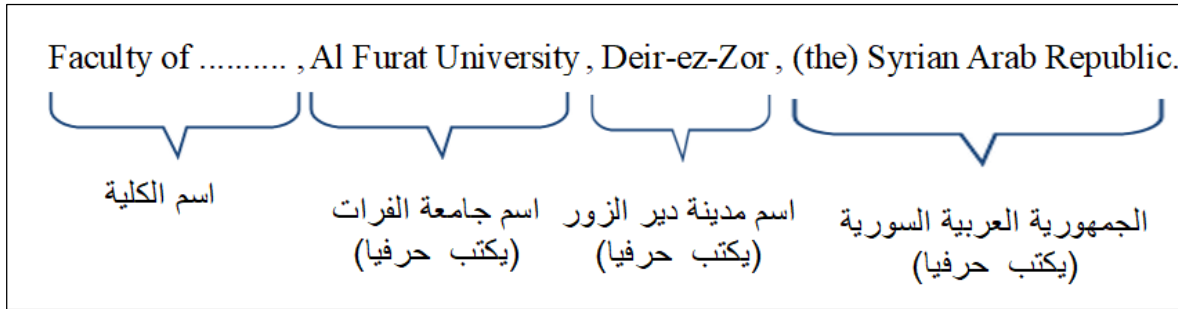 Faculty of .......... , Al Furat University , Deir-ez-Zor , (the) Syrian Arab Republic.
اسم الكلية
اسم جامعة الفرات
(يكتب حرفيا)
اسم مدينة دير الزور
(يكتب حرفيا)
الجمهورية العربية السورية
(يكتب حرفيا)